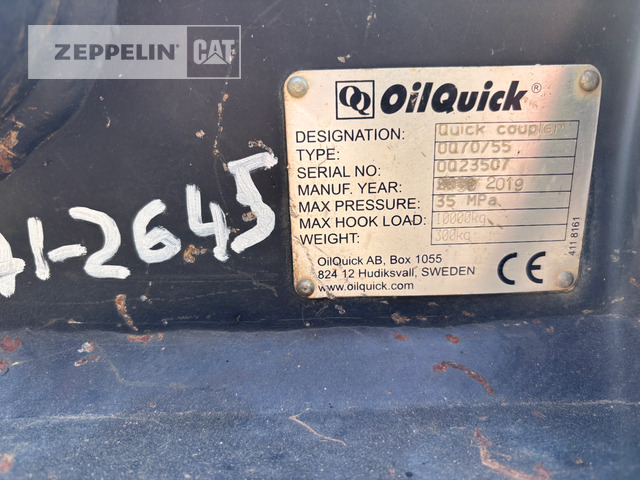 ZEPPELIN CAT
OilQuick®
DESIGNATION: Quick coupler
TYPE: OQ70/55
SERIAL NO: OQ23507
MANUF. YEAR: 2019
MAX PRESSURE: 35 MPa
MAX HOOK LOAD: 10000kg
WEIGHT: 300kg
OilQuick AB, Box 1055
824 12 Hudiksvall, SWEDEN
www.oilquick.com
CE
411 8161
1-2645